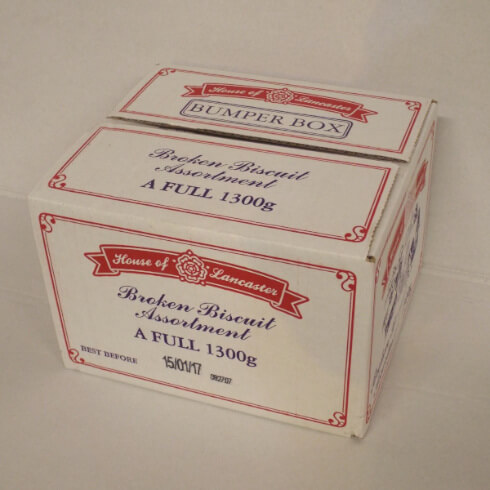 House of Lancaster
BUMPER BOX
Broken Biscuit
Assortment
A FULL 1300g
House of Lancaster
Broken Biscuit
Assortment
A FULL 1300g
BEST BEFORE 15/01/17